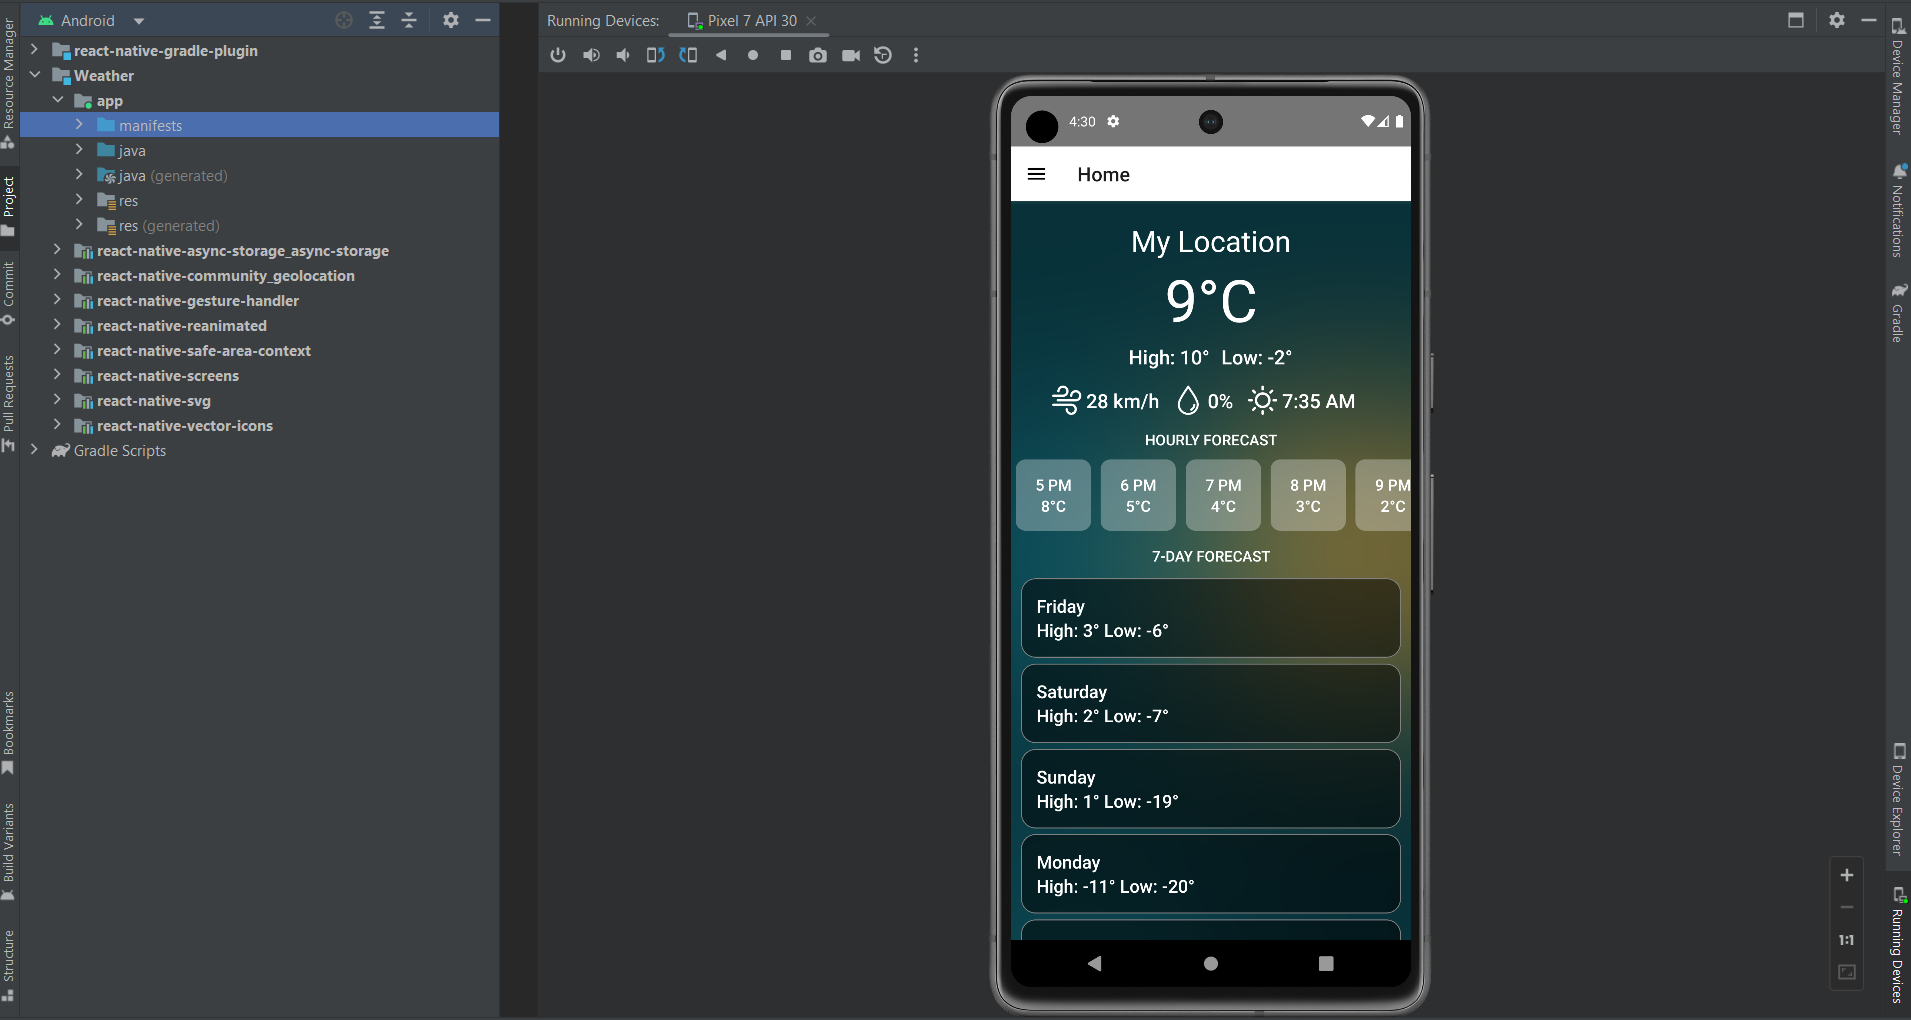 Android
Running Devices:
Pixel 7 API 30
Resource Manager
Project
Commit
Pull Requests
Bookmarks
Build Variants
Structure
react-native-gradle-plugin
Weather
app
manifests
java
java (generated)
res
res (generated)
react-native-async-storage_async-storage
react-native-community_geolocation
react-native-gesture-handler
react-native-reanimated
react-native-safe-area-context
react-native-screens
react-native-svg
react-native-vector-icons
Gradle Scripts
4:30
Home
My Location
9°C
High: 10° Low: -2°
28 km/h 0% 7:35 AM
HOURLY FORECAST
5 PM 6 PM 7 PM 8 PM 9 PM
8°C 5°C 4°C 3°C 2°C
7-DAY FORECAST
Friday
High: 3° Low: -6°
Saturday
High: 2° Low: -7°
Sunday
High: 1° Low: -19°
Monday
High: -11° Low: -20°
1:1
Device Manager
Notifications
Gradle
Device Explorer
Running Devices